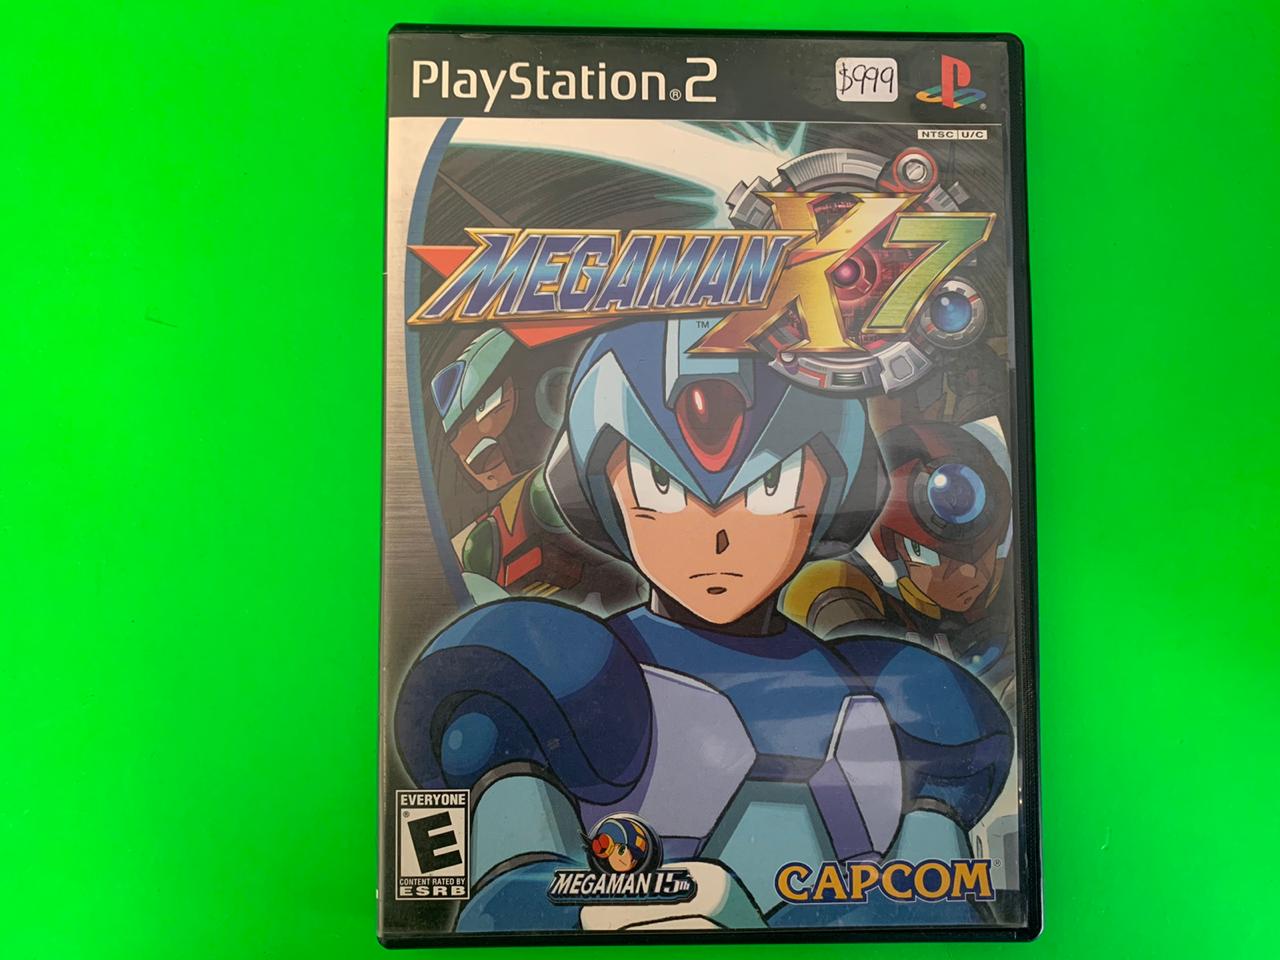 PlayStation®2
$999
NTSC U/C
MEGAMAN X7
TM
EVERYONE
E
®
CONTENT RATED BY
ESRB
MEGAMAN 15th
CAPCOM®